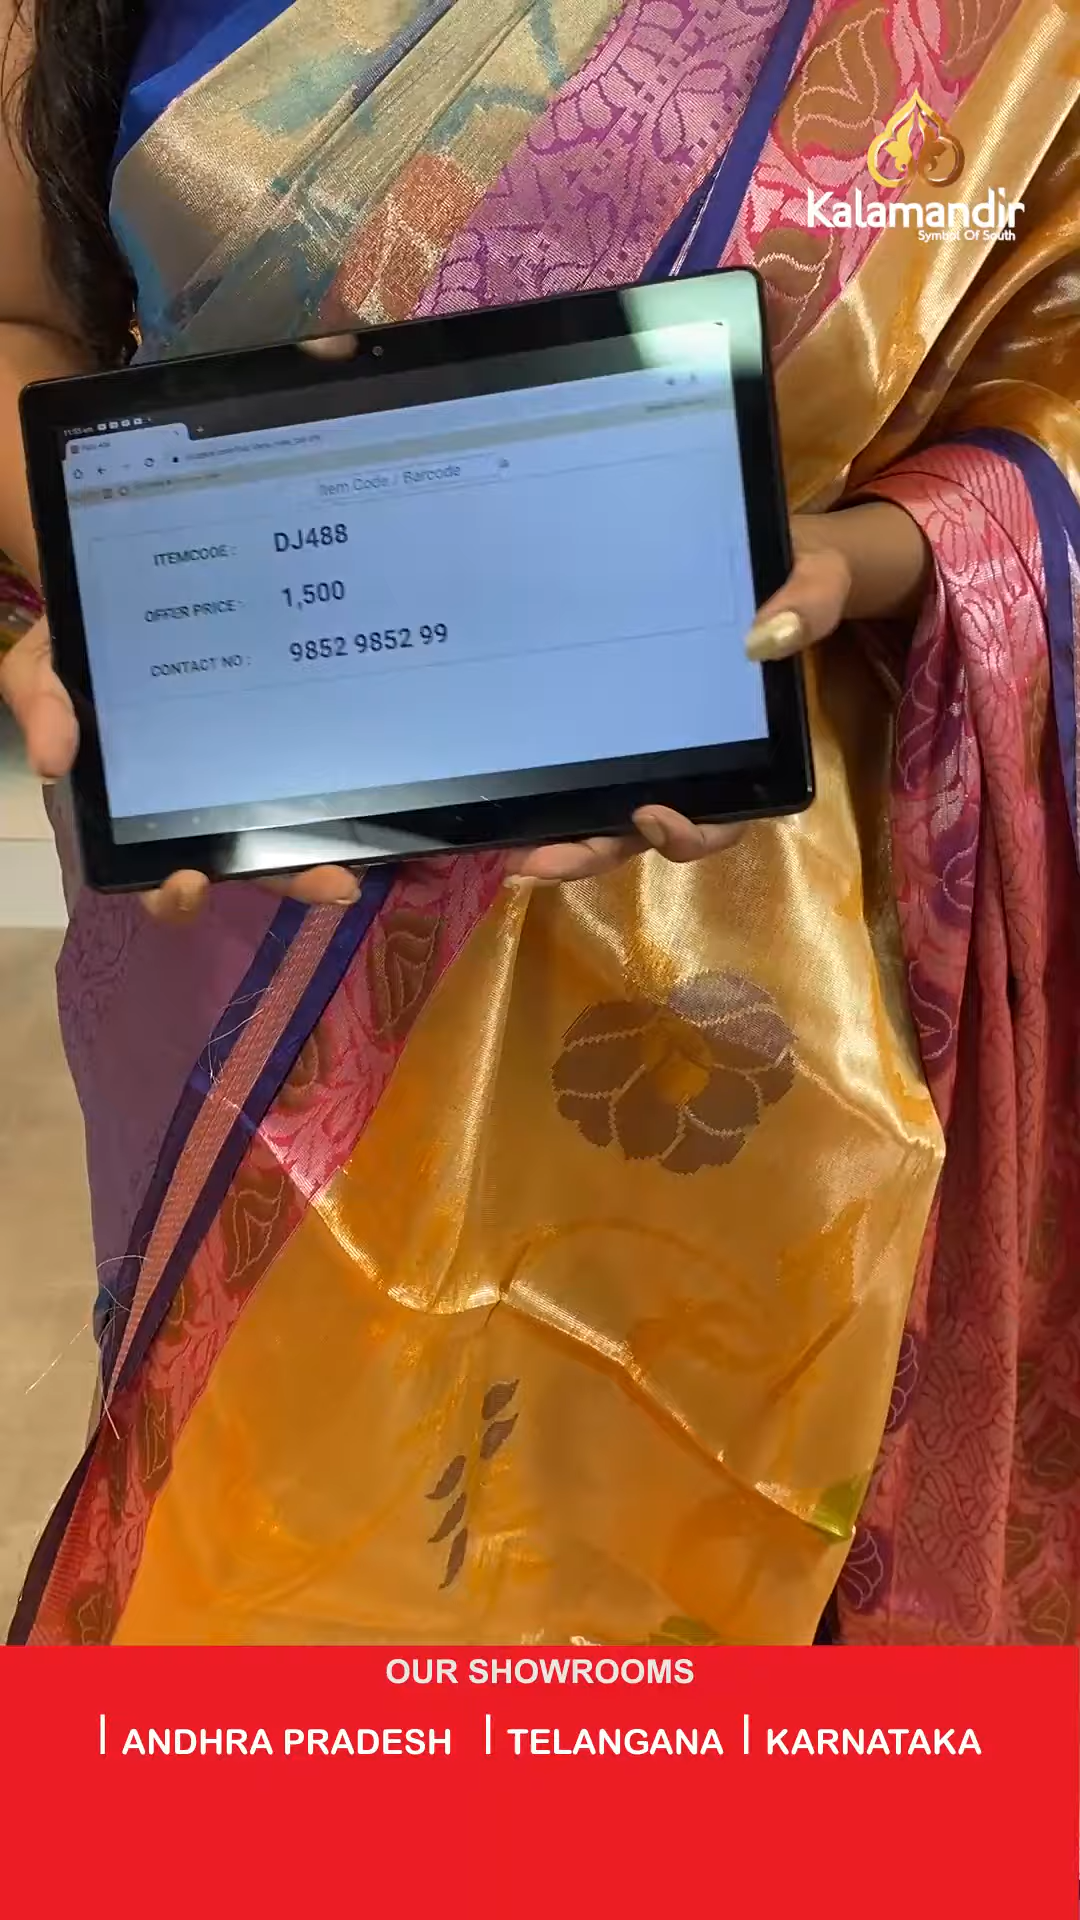 Kalamandir
Symbol Of South
Item Code / Barcode
ITEMCODE : DJ488
OFFER PRICE : 1,500
CONTACT NO : 9852 9852 99
OUR SHOWROOMS
| ANDHRA PRADESH | TELANGANA | KARNATAKA